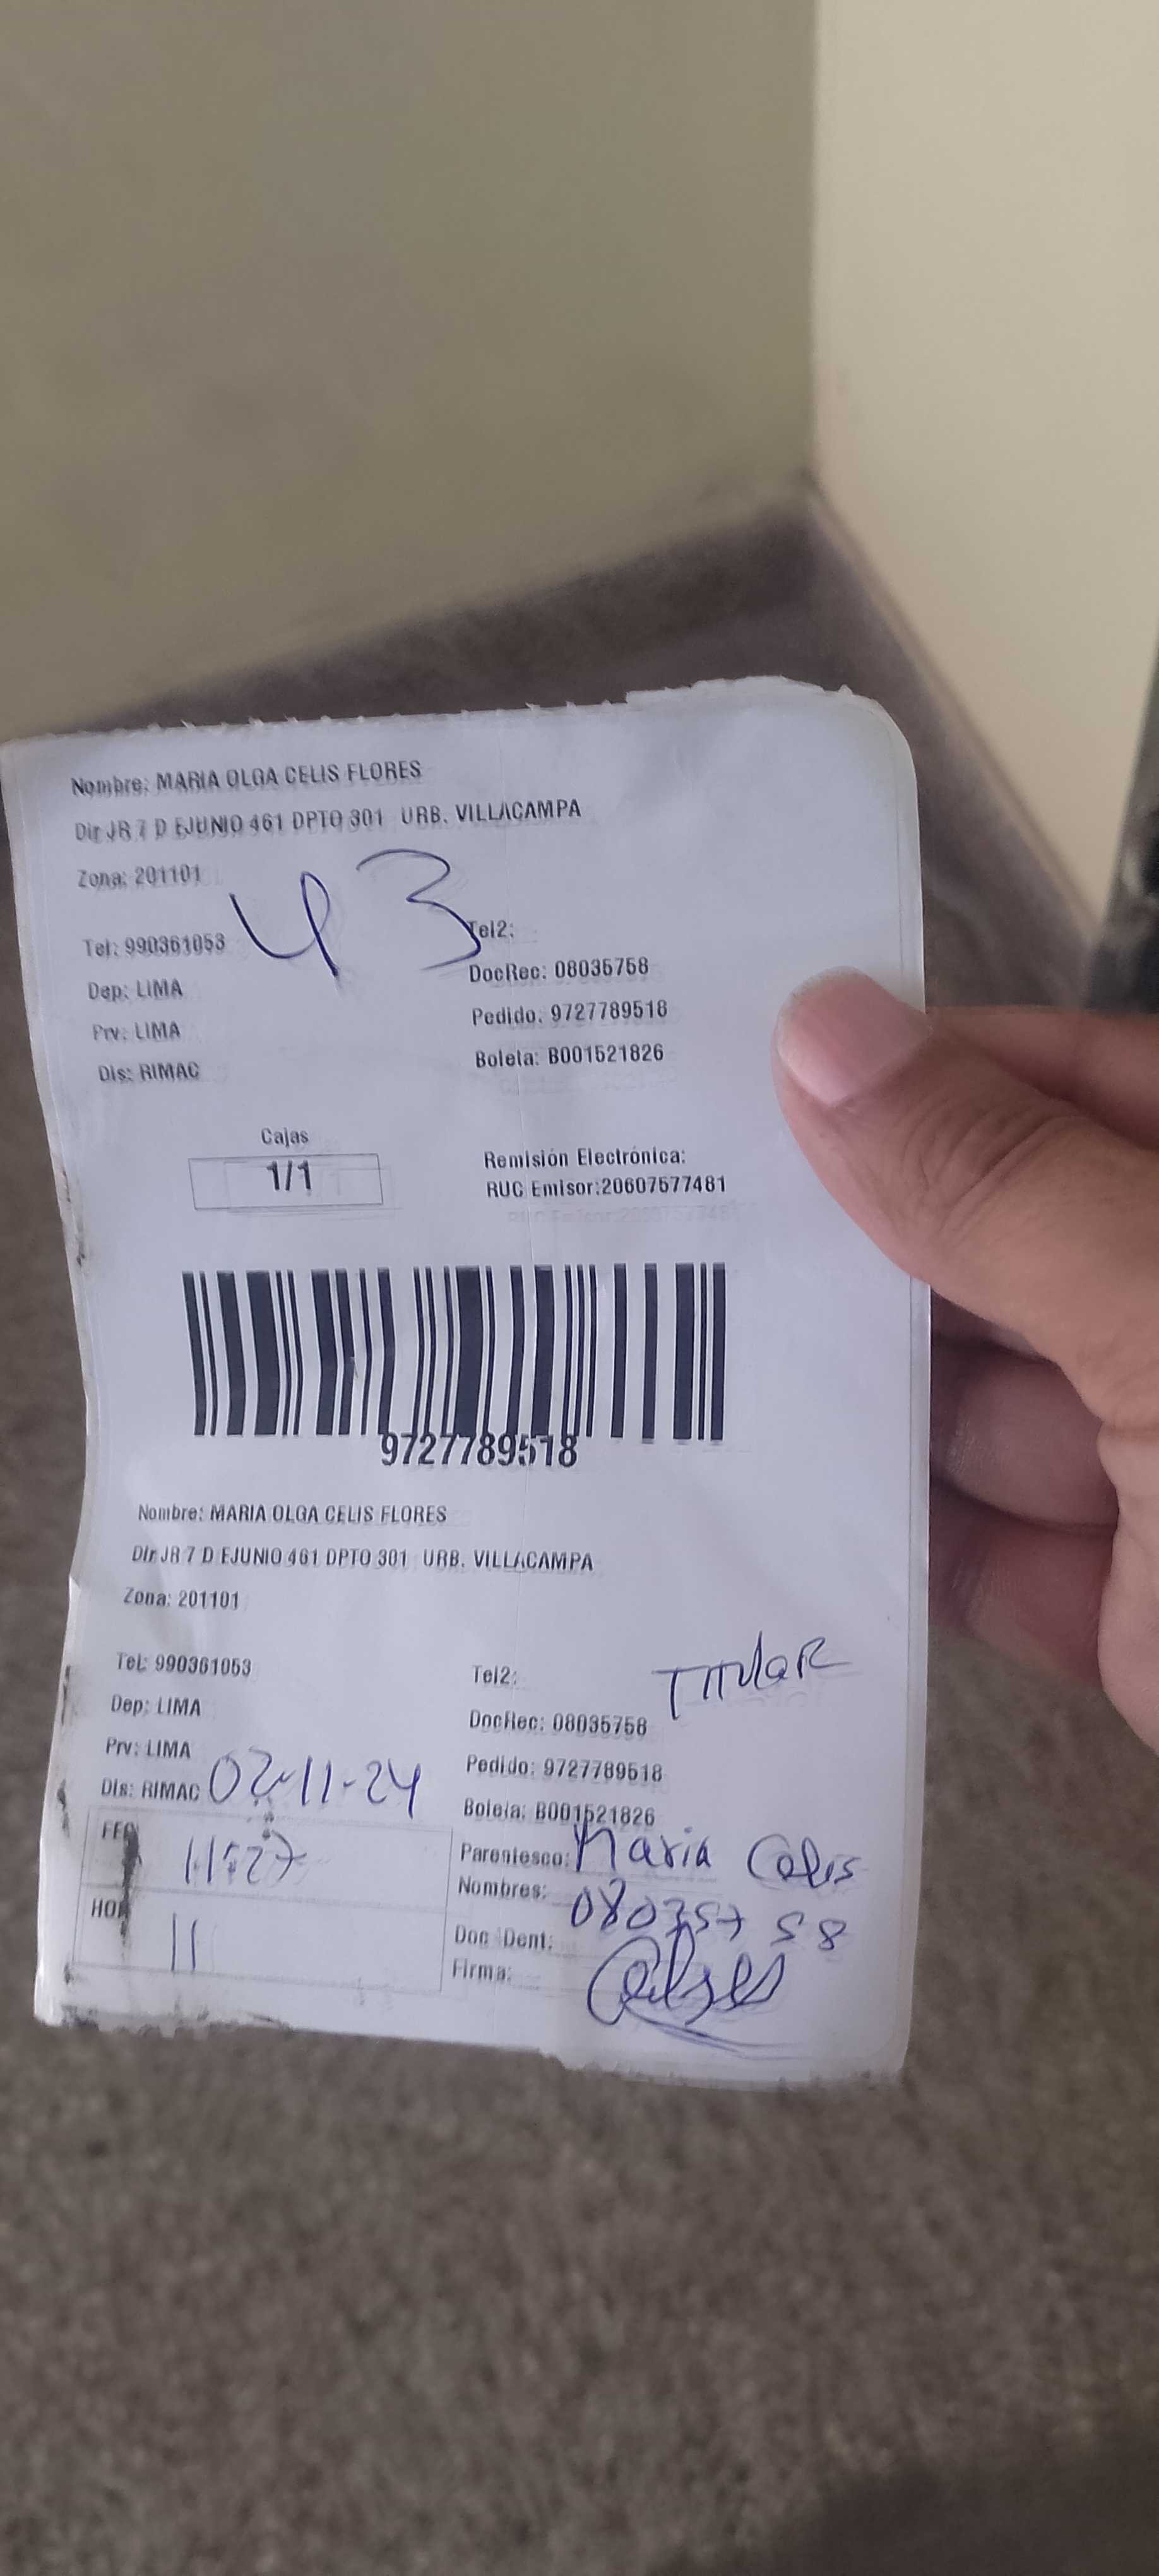 Nombre: MARIA OLGA CELIS FLORES
Dir JR 7 D EJUNIO 461 DPTO 301 URB. VILLACAMPA
Zona: 201101
43
Tel: 990361053
Tel2:
Dep: LIMA
DocRec: 08035758
Prv: LIMA
Pedido: 9727789518
Dis: RIMAC
Boleta: B001521826
Cajas
1/1
Remisión Electrónica:
RUC Emisor:20607577481
9727789518
Nombre: MARIA OLGA CELIS FLORES
Dir JR 7 D EJUNIO 461 DPTO 301 URB. VILLACAMPA
Zona: 201101
Tel: 990361053
Tel2:
TITULAR
Dep: LIMA
DocRec: 08035758
Prv: LIMA
Pedido: 9727789518
Dis: RIMAC
02-11-24
Boleta: B001521826
Parentesco: Maria Celis
Nombres:
08035758
Doc Dent:
Firma: